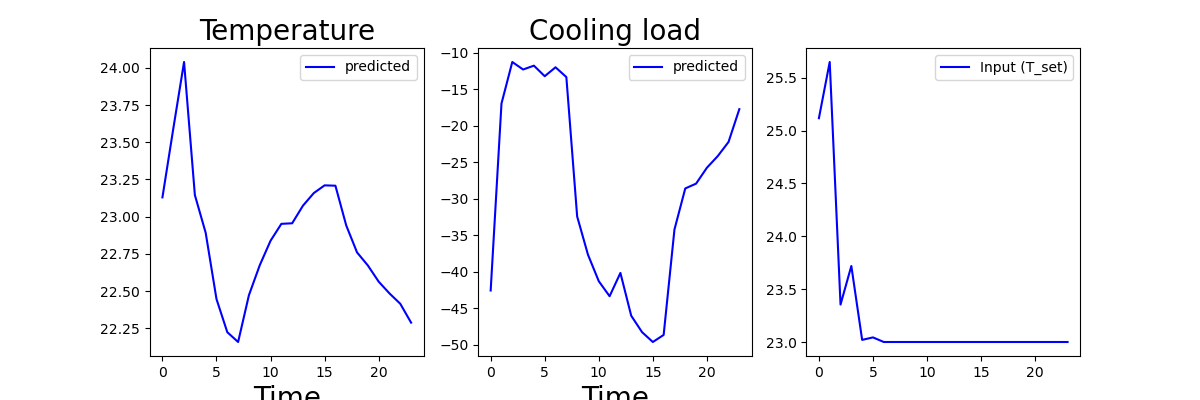 Temperature
Cooling load
predicted
predicted
Input (T_set)
24.00
23.75
23.50
23.25
23.00
22.75
22.50
22.25
0 5 10 15 20
Time
−10
−15
−20
−25
−30
−35
−40
−45
−50
0 5 10 15 20
Time
25.5
25.0
24.5
24.0
23.5
23.0
0 5 10 15 20